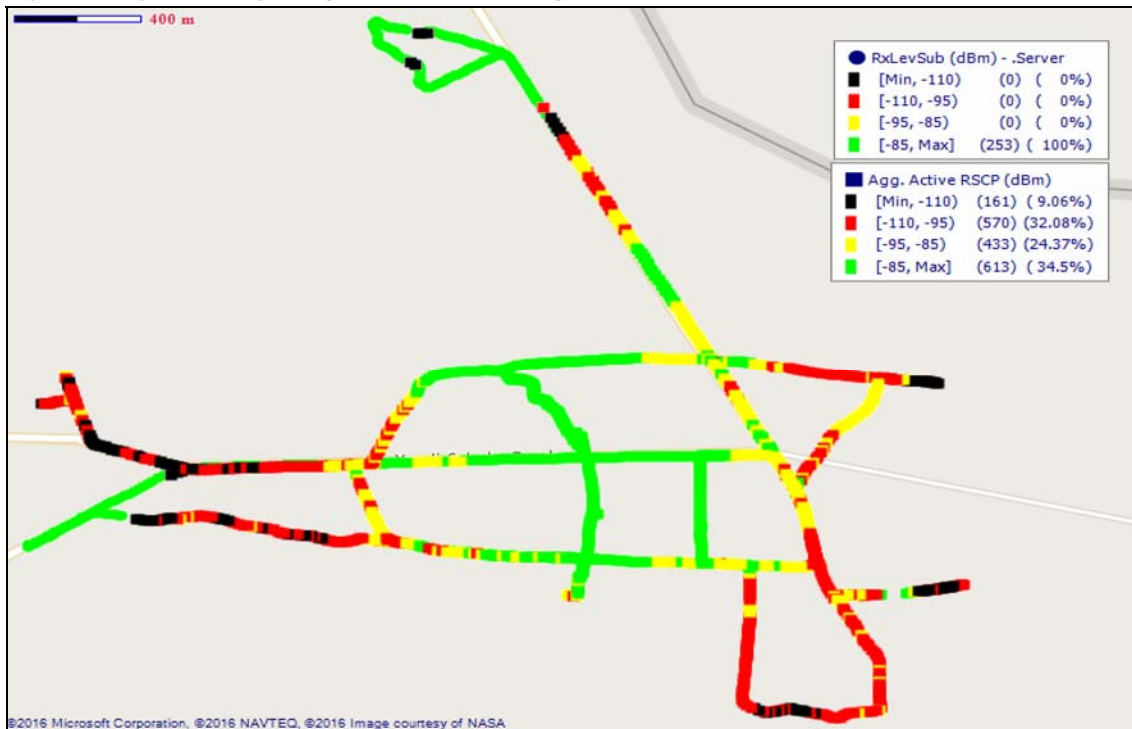 400 m
RxLevSub (dBm) - .Server
[Min, -110) (0) ( 0%)
[-110, -95) (0) ( 0%)
[-95, -85) (0) ( 0%)
[-85, Max] (253) ( 100%)
Agg. Active RSCP (dBm)
[Min, -110) (161) ( 9.06%)
[-110, -95) (570) (32.08%)
[-95, -85) (433) (24.37%)
[-85, Max] (613) ( 34.5%)
©2016 Microsoft Corporation, ©2016 NAVTEQ, ©2016 Image courtesy of NASA